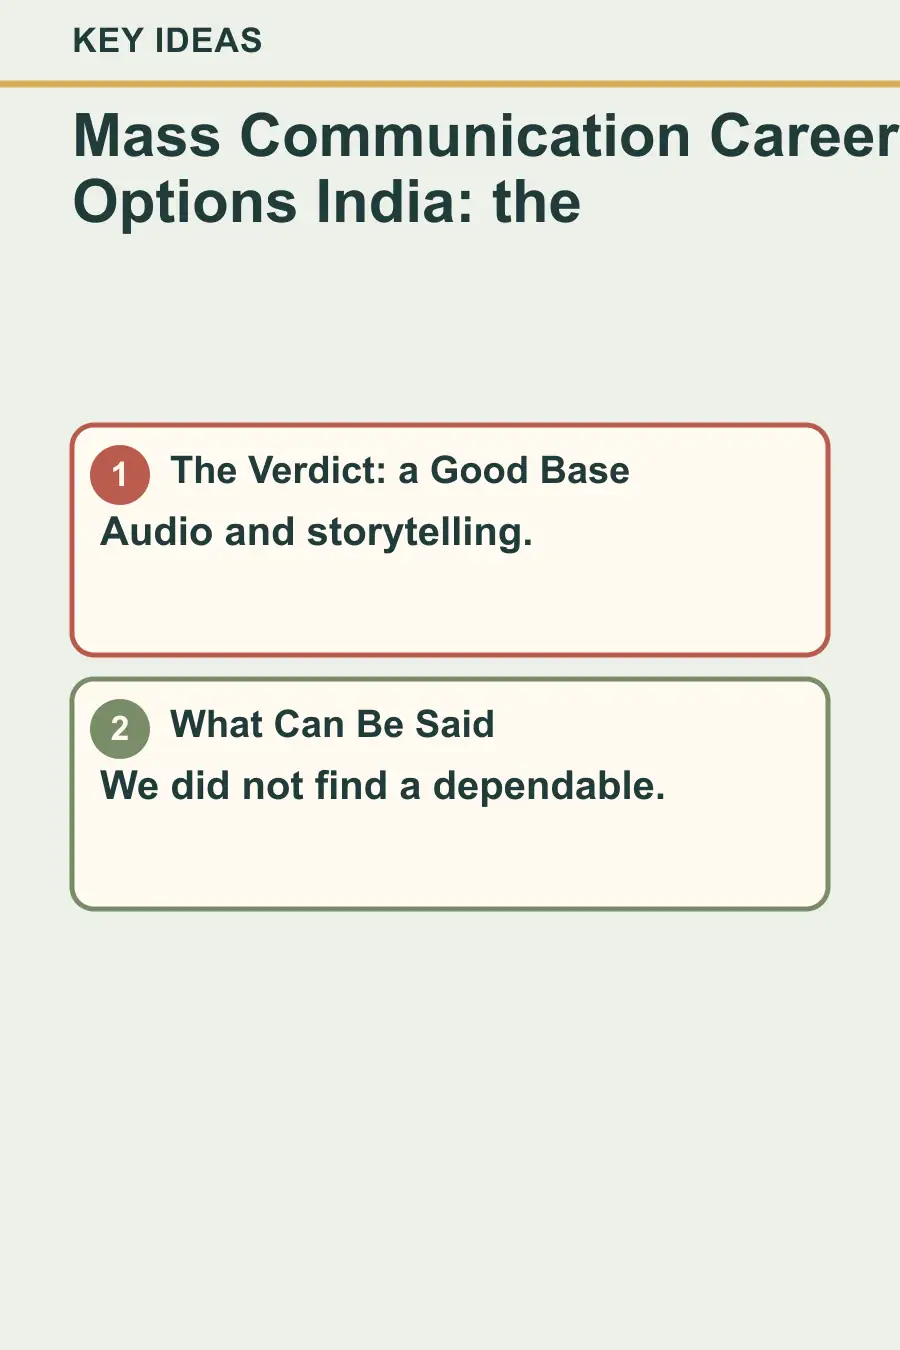 KEY IDEAS
Mass Communication Career
Options India: the
1 The Verdict: a Good Base
Audio and storytelling.
2 What Can Be Said
We did not find a dependable.